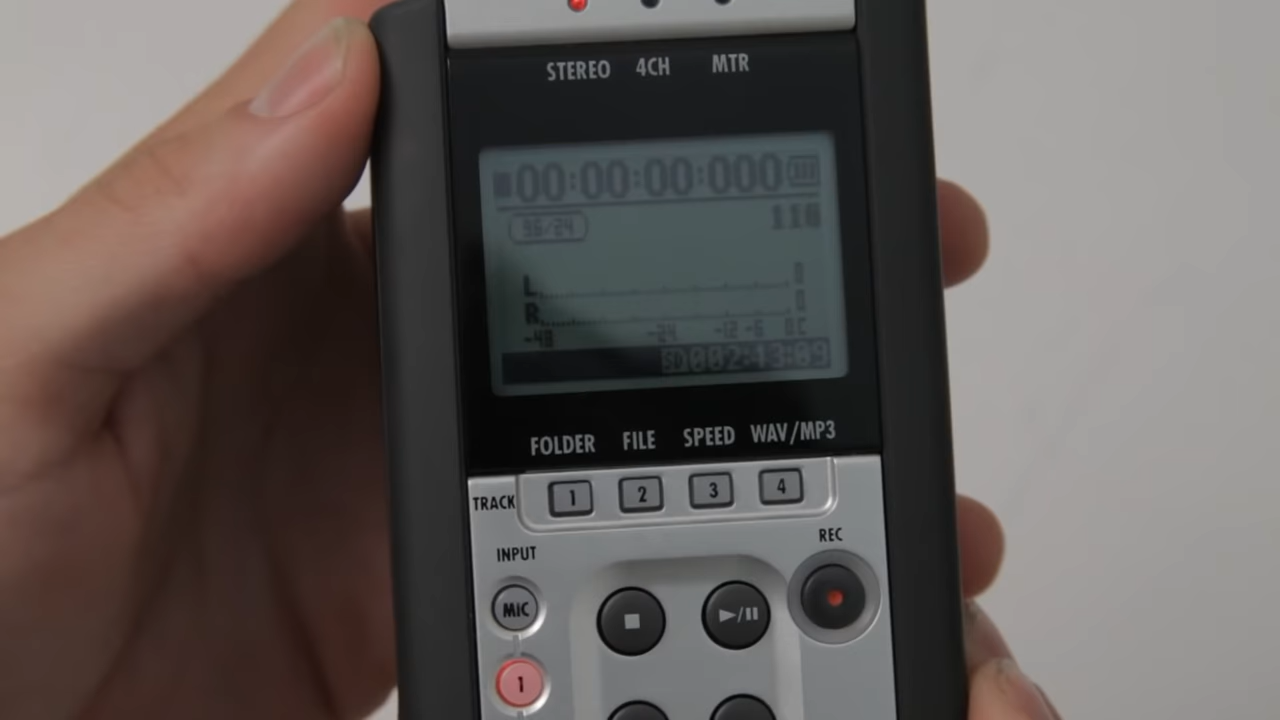 STEREO 4CH MTR
00:00:00:000
96/24
116
L
R
-48 -24 -12 -6 0
SD 002:43:09
FOLDER FILE SPEED WAV/MP3
TRACK 1 2 3 4
INPUT REC
MIC
1